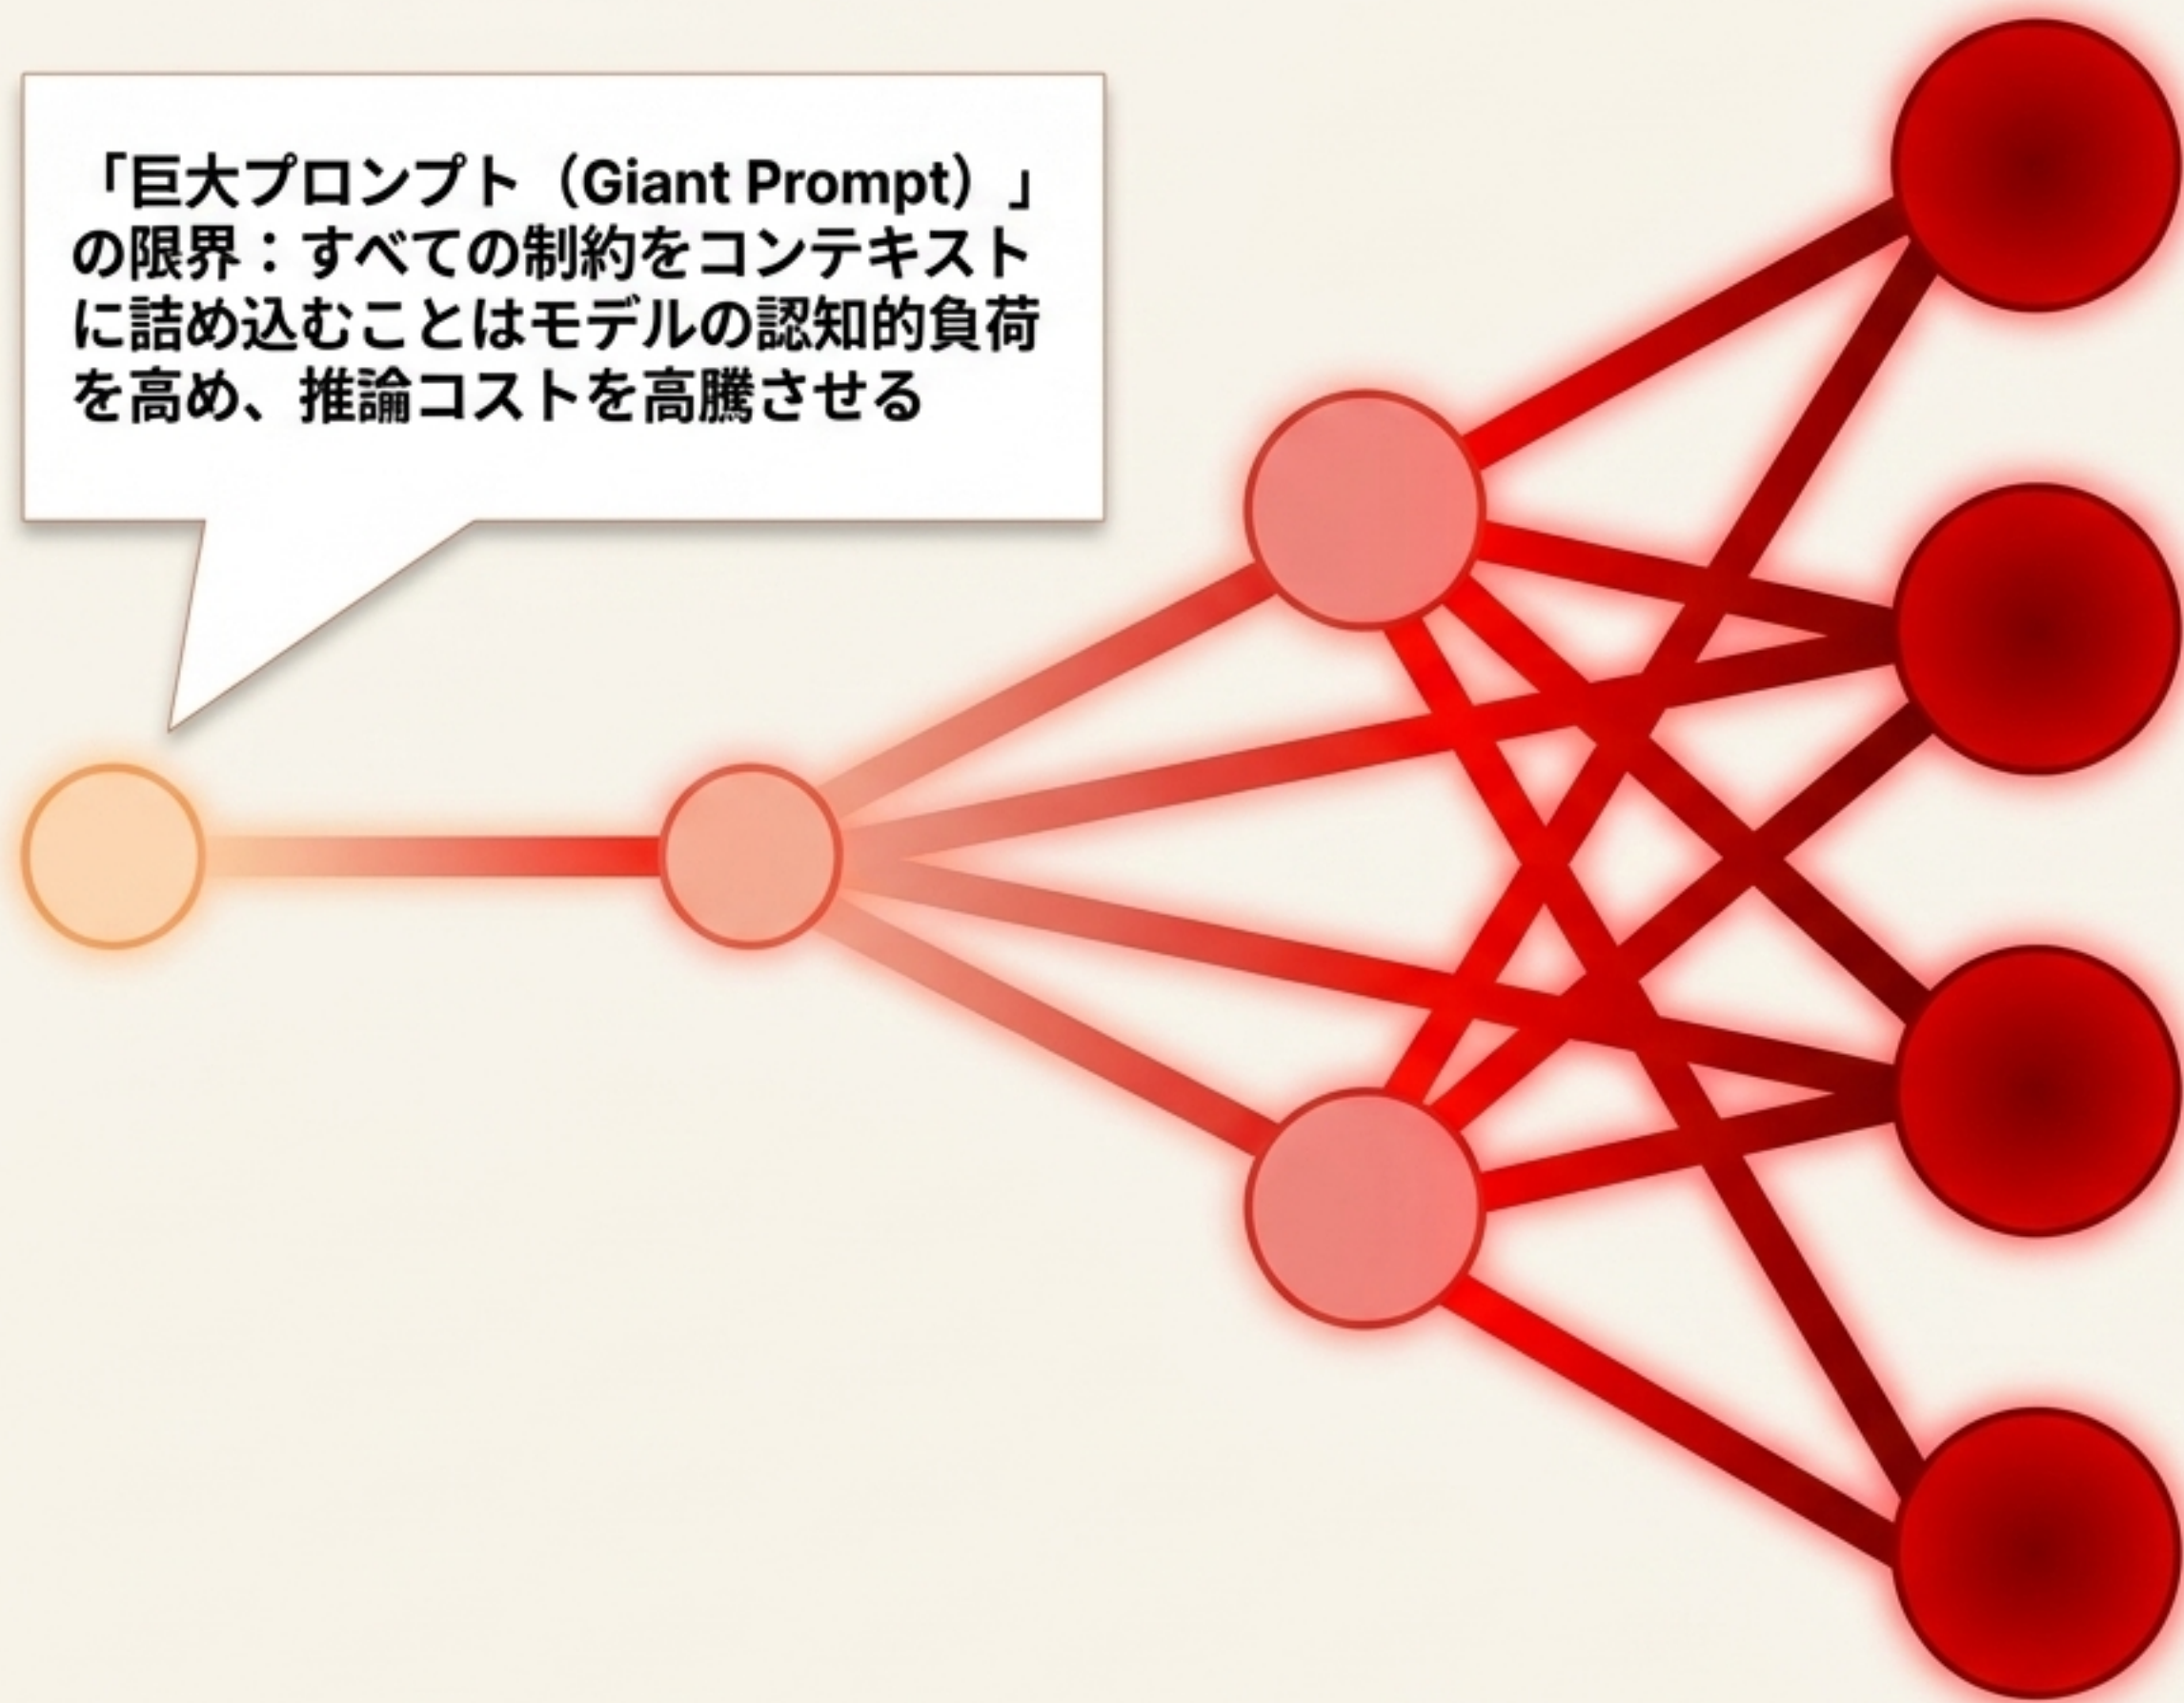 「巨大プロンプト（Giant Prompt）」
の限界：すべての制約をコンテキスト
に詰め込むことはモデルの認知的負荷
を高め、推論コストを高騰させる